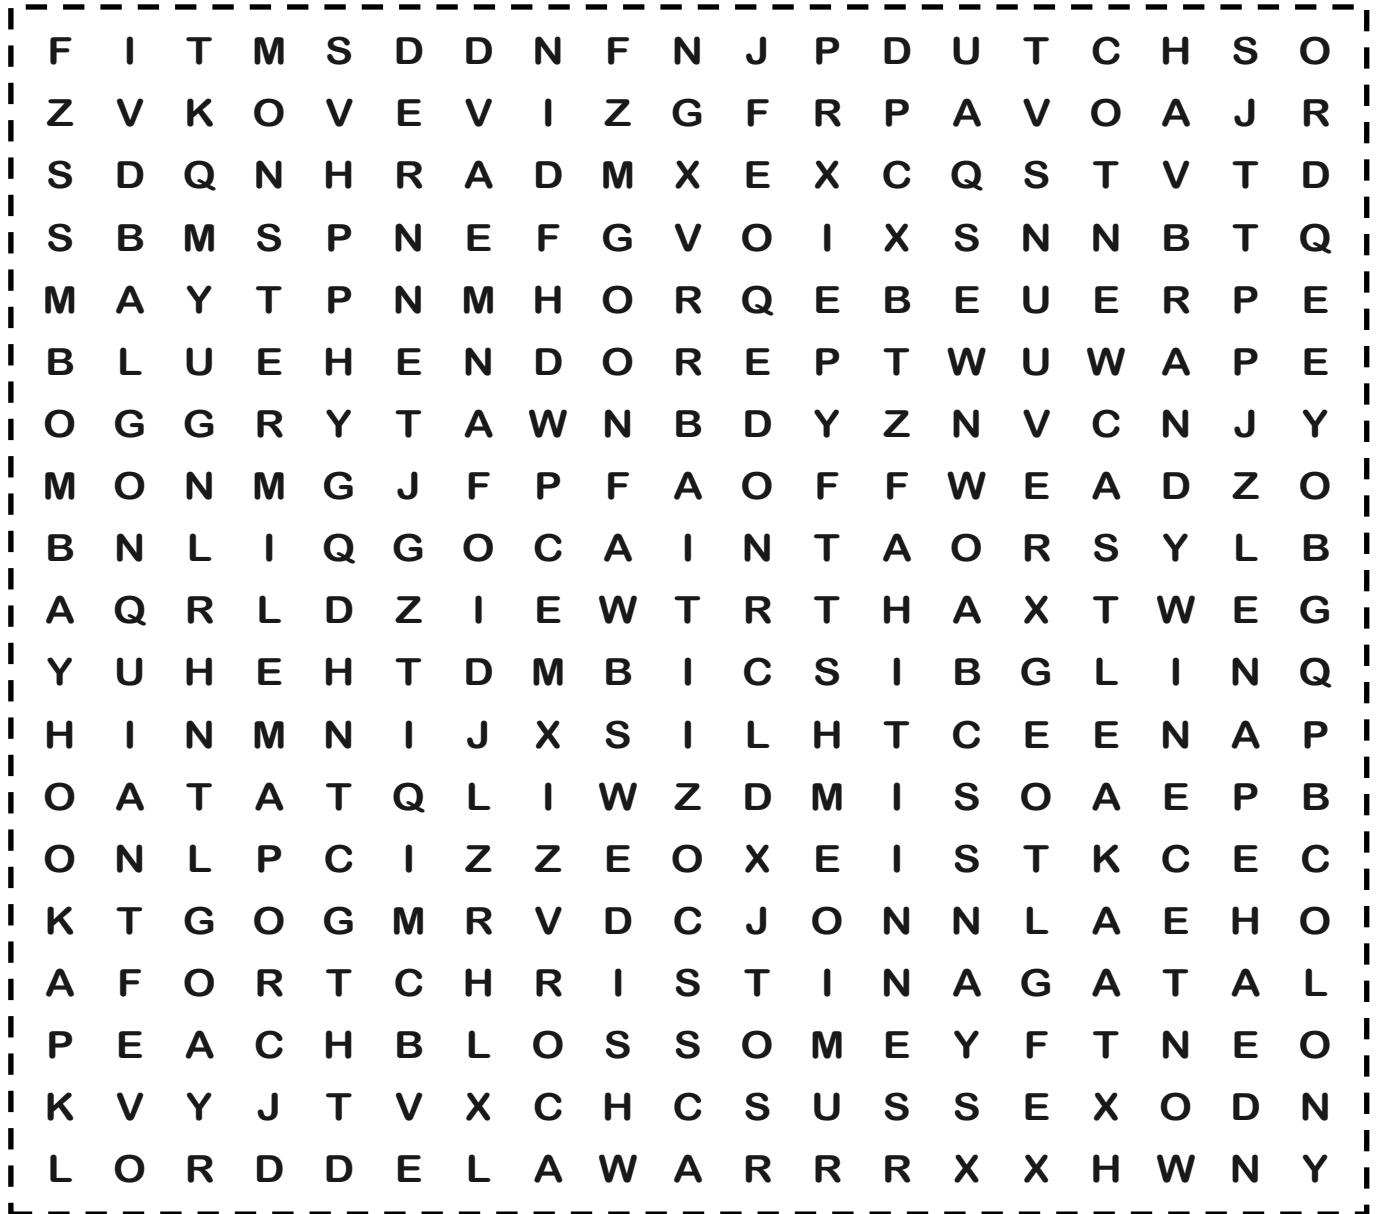 F I T M S D D N F N J P D U T C H S O
Z V K O V E V I Z G F R P A V O A J R
S D Q N H R A D M X E X C Q S T V T D
S B M S P N E F G V O I X S N N B T Q
M A Y T P N M H O R Q E B E U E R P E
B L U E H E N D O R E P T W U W A P E
O G G R Y T A W N B D Y Z N V C N J Y
M O N M G J F P F A O F F W E A D Z O
B N L I Q G O C A I N T A O R S Y L B
A Q R L D Z I E W T R T H A X T W E G
Y U H E H T D M B I C S I B G L I N Q
H I N M N I J X S I L H T C E E N A P
O A T A T Q L I W Z D M I S O A E P B
O N L P C I Z Z E O X E I S T K C E C
K T G O G M R V D C J O N N L A E H O
A F O R T C H R I S T I N A G A T A L
P E A C H B L O S S O M E Y F T N E O
K V Y J T V X C H C S U S S E X O D N
L O R D D E L A W A R R R X X H W N Y